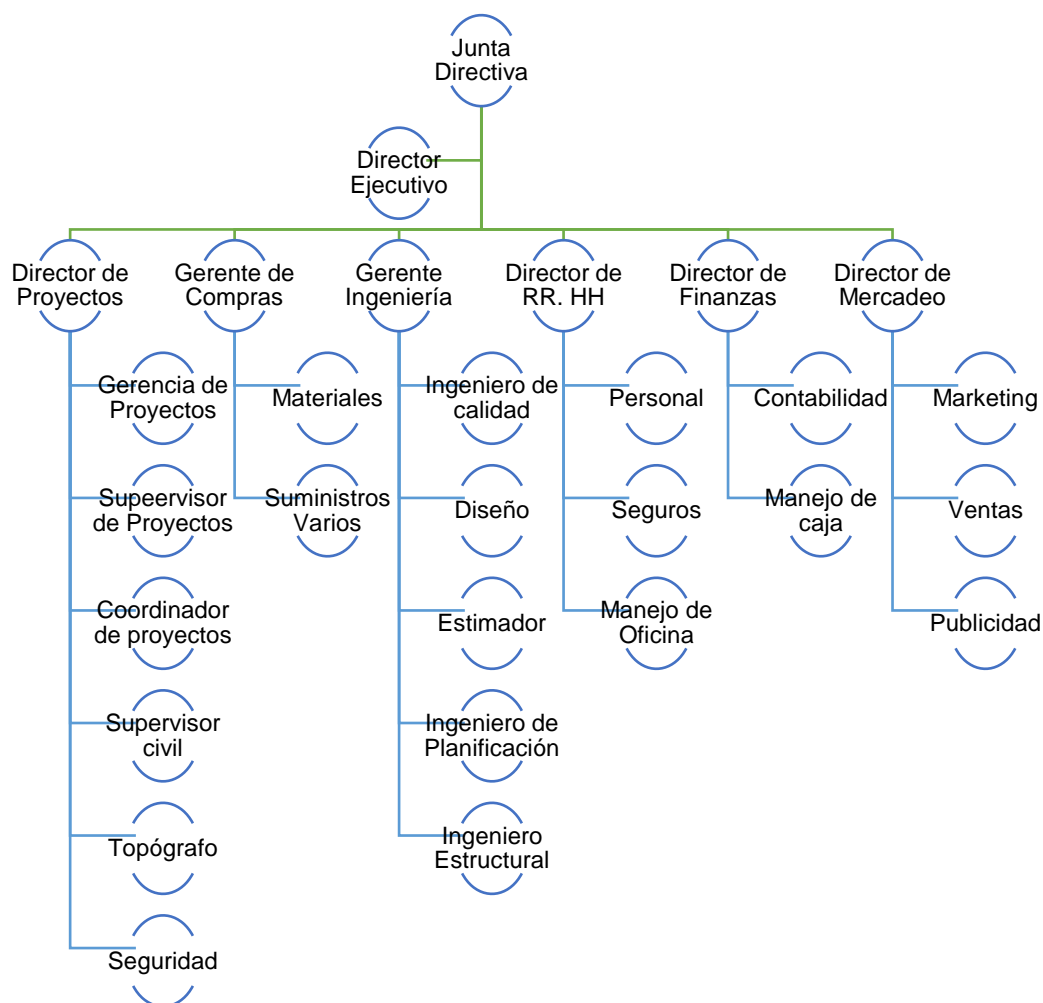 Junta
Directiva
Director
Ejecutivo
Director de
Proyectos
Gerente de
Compras
Gerente
Ingeniería
Director de
RR. HH
Director de
Finanzas
Director de
Mercadeo
Gerencia de
Proyectos
Materiales
Ingeniero de
calidad
Personal
Contabilidad
Marketing
Supeervisor
de Proyectos
Suministros
Varios
Diseño
Seguros
Manejo de
caja
Ventas
Coordinador
de proyectos
Estimador
Manejo de
Oficina
Publicidad
Supervisor
civil
Ingeniero de
Planificación
Topógrafo
Ingeniero
Estructural
Seguridad